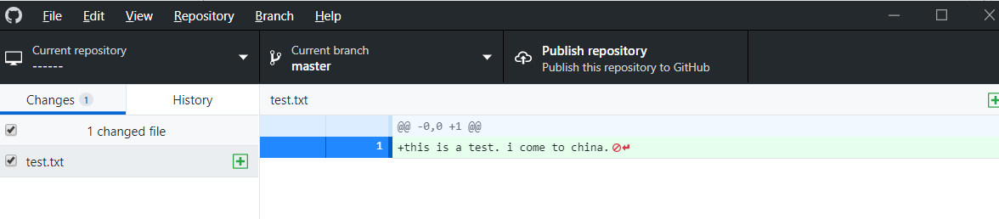 File Edit View Repository Branch Help
Current repository
------
Current branch
master
Publish repository
Publish this repository to GitHub
Changes 1
History
test.txt
1 changed file
@@ -0,0 +1 @@
1 +this is a test. i come to china.
test.txt